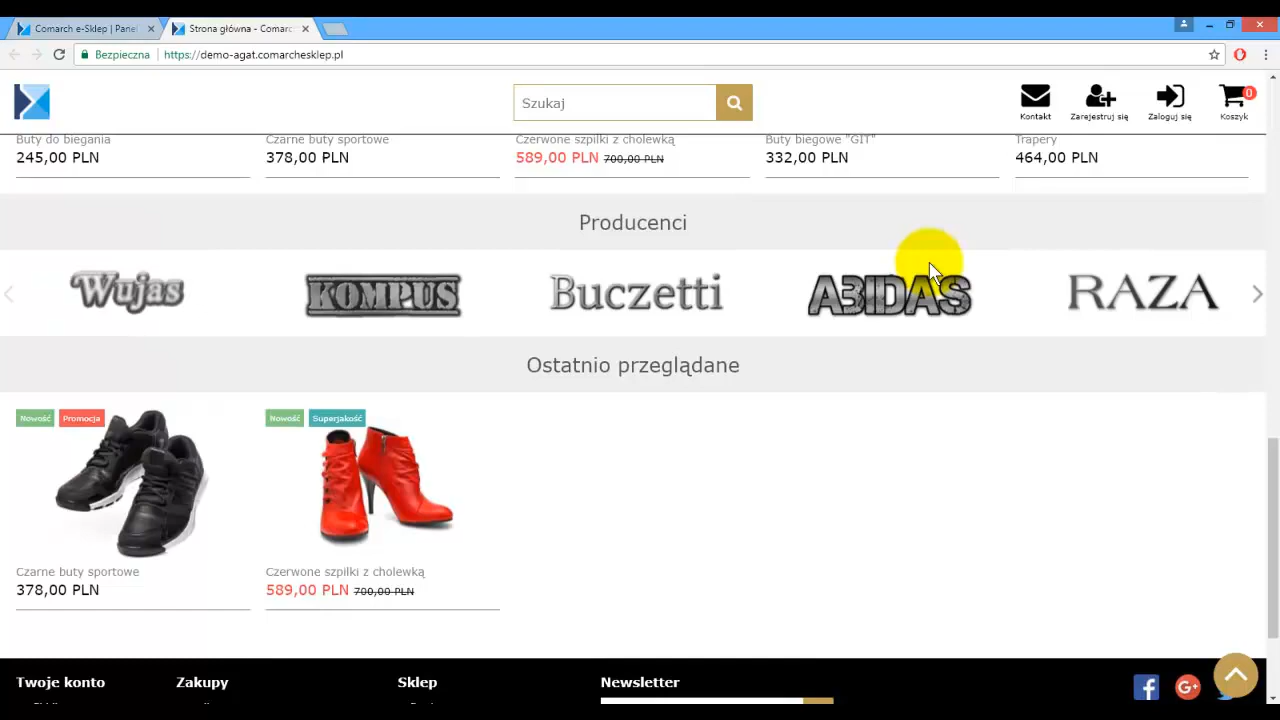 Comarch e-Sklep | Panel
Strona główna - Comarc
Bezpieczna
https://demo-agat.comarchesklep.pl
Szukaj
Kontakt
Zarejestruj się
Zaloguj się
0
Koszyk
Buty do biegania
245,00 PLN
Czarne buty sportowe
378,00 PLN
Czerwone szpilki z cholewką
589,00 PLN 700,00 PLN
Buty biegowe "GIT"
332,00 PLN
Trapery
464,00 PLN
Producenci
Wujas
KOMPUS
Buczetti
ABIDAS
RAZA
Ostatnio przeglądane
Nowość
Promocja
Czarne buty sportowe
378,00 PLN
Nowość
Superjakość
Czerwone szpilki z cholewką
589,00 PLN 700,00 PLN
Twoje konto
Zakupy
Sklep
Newsletter